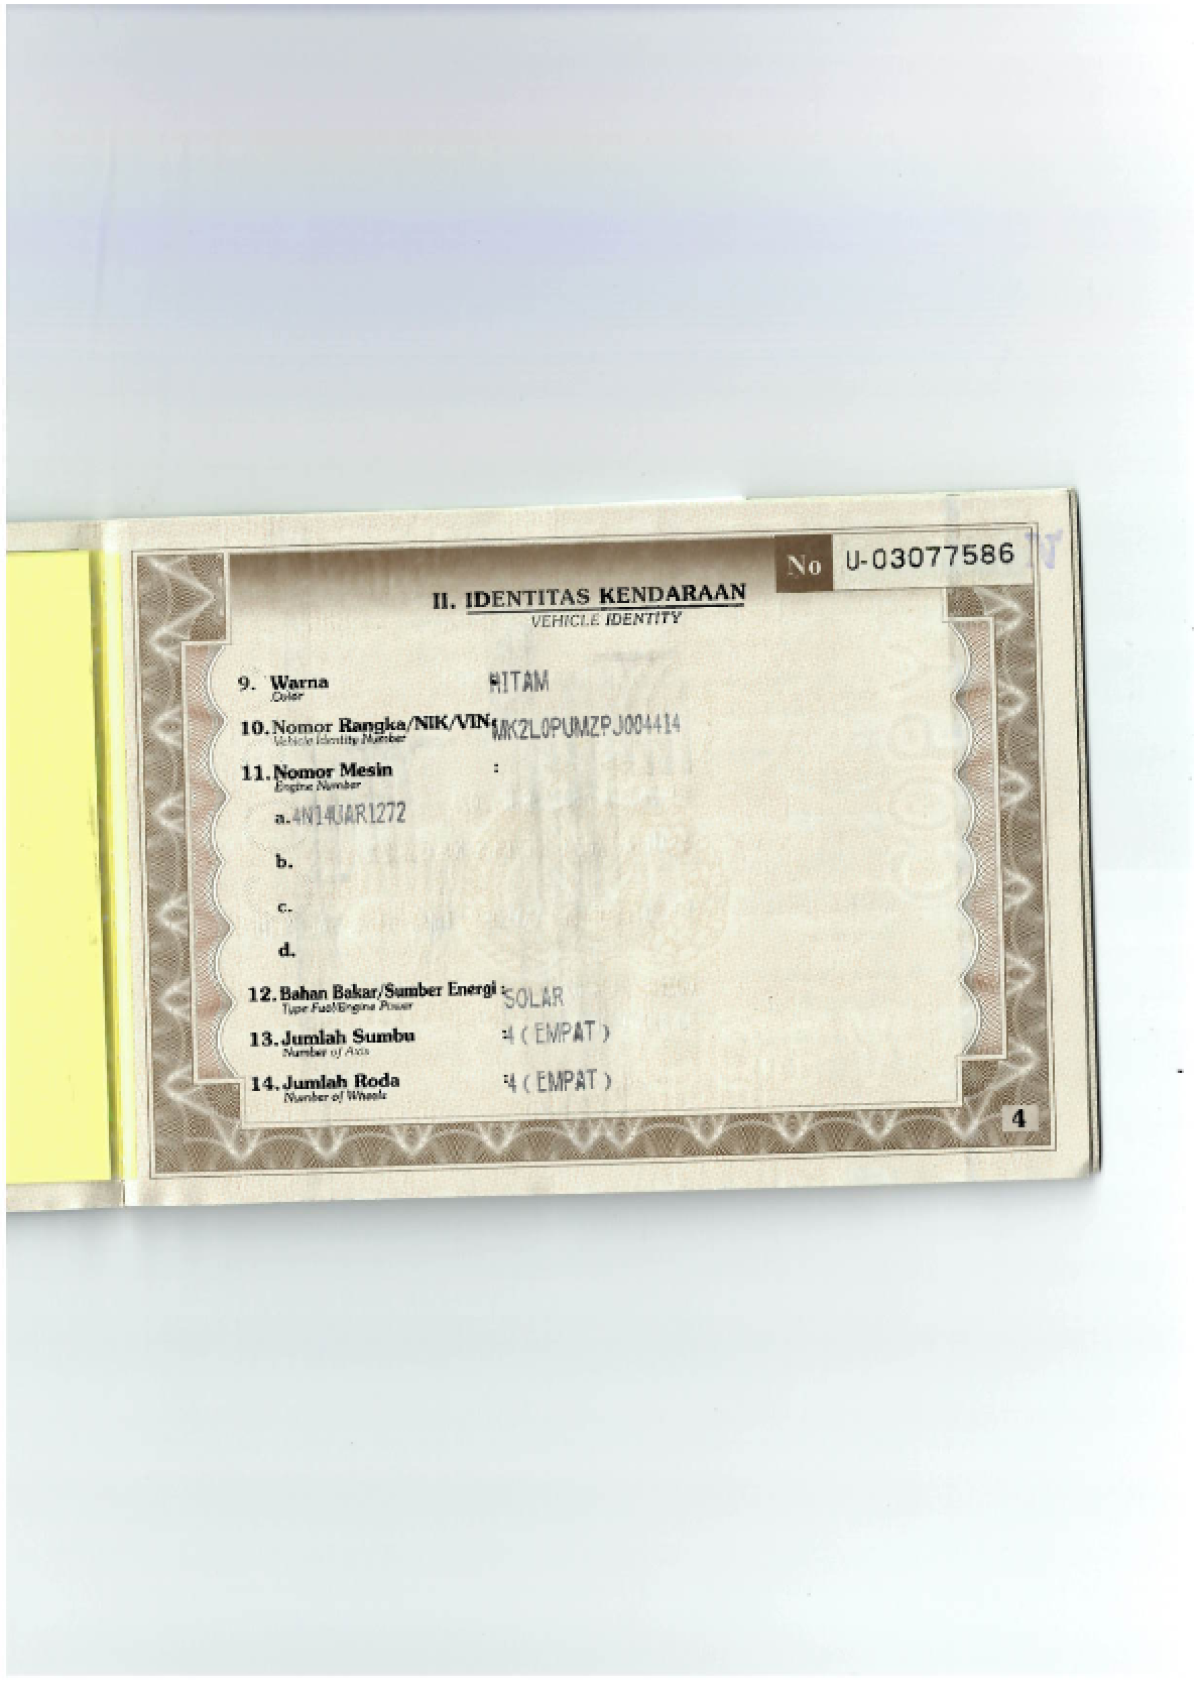 No U-03077586
II. IDENTITAS KENDARAAN
VEHICLE IDENTITY
9. Warna HITAM
Color
10. Nomor Rangka/NIK/VIN: MK2L0PUMZPJ004414
Vehicle Identity Number
11. Nomor Mesin :
Engine Number
a. 4N14UAR1272
b.
c.
d.
12. Bahan Bakar/Sumber Energi : SOLAR
Type Fuel/Engine Power
13. Jumlah Sumbu :4 ( EMPAT )
Number of Axis
14. Jumlah Roda :4 ( EMPAT )
Number of Wheels
4